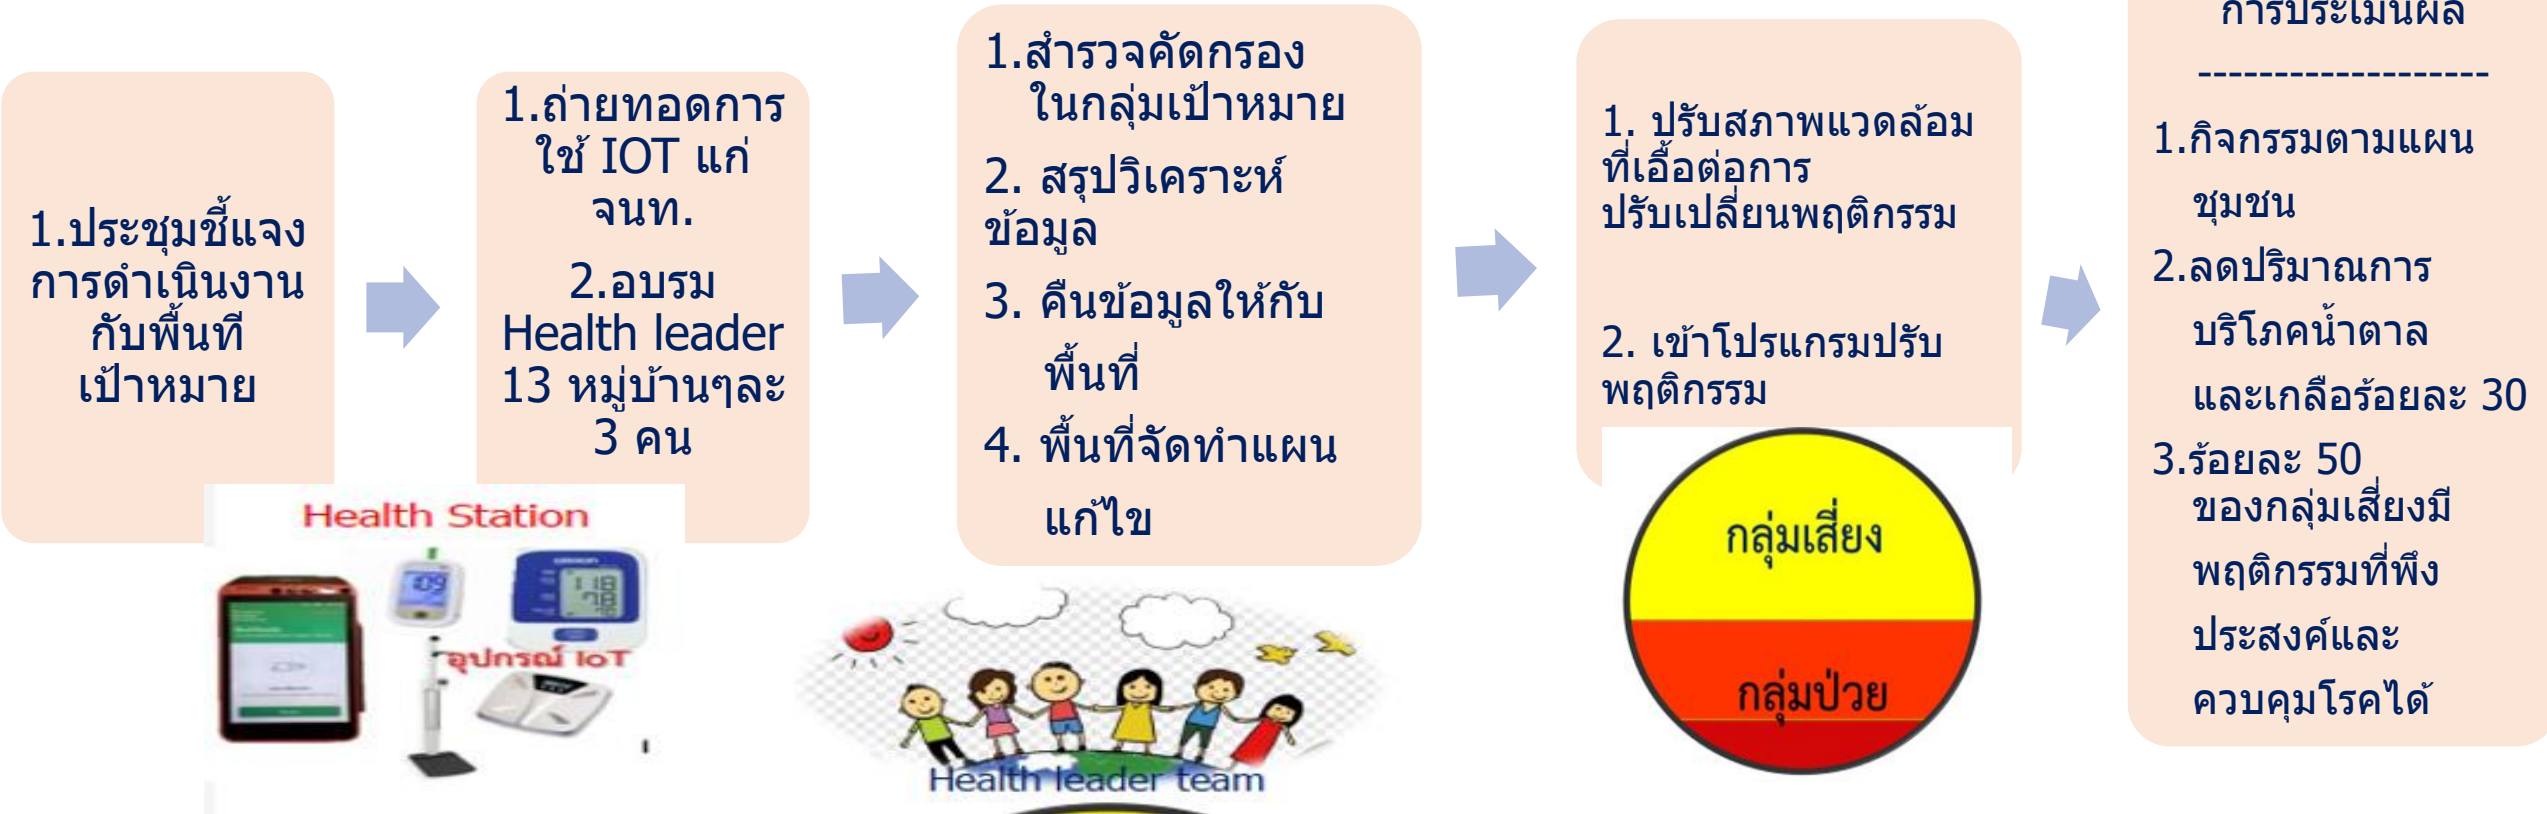 1.ประชุมชี้แจง
การดำเนินงาน
กับพื้นที่
เป้าหมาย
1.ถ่ายทอดการ
ใช้ IOT แก่
จนท.
2.อบรม
Health leader
13 หมู่บ้านๆละ
3 คน
1.สำรวจคัดกรอง
ในกลุ่มเป้าหมาย
2. สรุปวิเคราะห์
ข้อมูล
3. คืนข้อมูลให้กับ
พื้นที่
4. พื้นที่จัดทำแผน
แก้ไข
1. ปรับสภาพแวดล้อม
ที่เอื้อต่อการ
ปรับเปลี่ยนพฤติกรรม
2. เข้าโปรแกรมปรับ
พฤติกรรม
การประเมินผล
-------------------
1.กิจกรรมตามแผน
ชุมชน
2.ลดปริมาณการ
บริโภคน้ำตาล
และเกลือร้อยละ 30
3.ร้อยละ 50
ของกลุ่มเสี่ยงมี
พฤติกรรมที่พึง
ประสงค์และ
ควบคุมโรคได้
Health Station
109
118
78
อุปกรณ์ IoT
Health leader team
กลุ่มเสี่ยง
กลุ่มป่วย